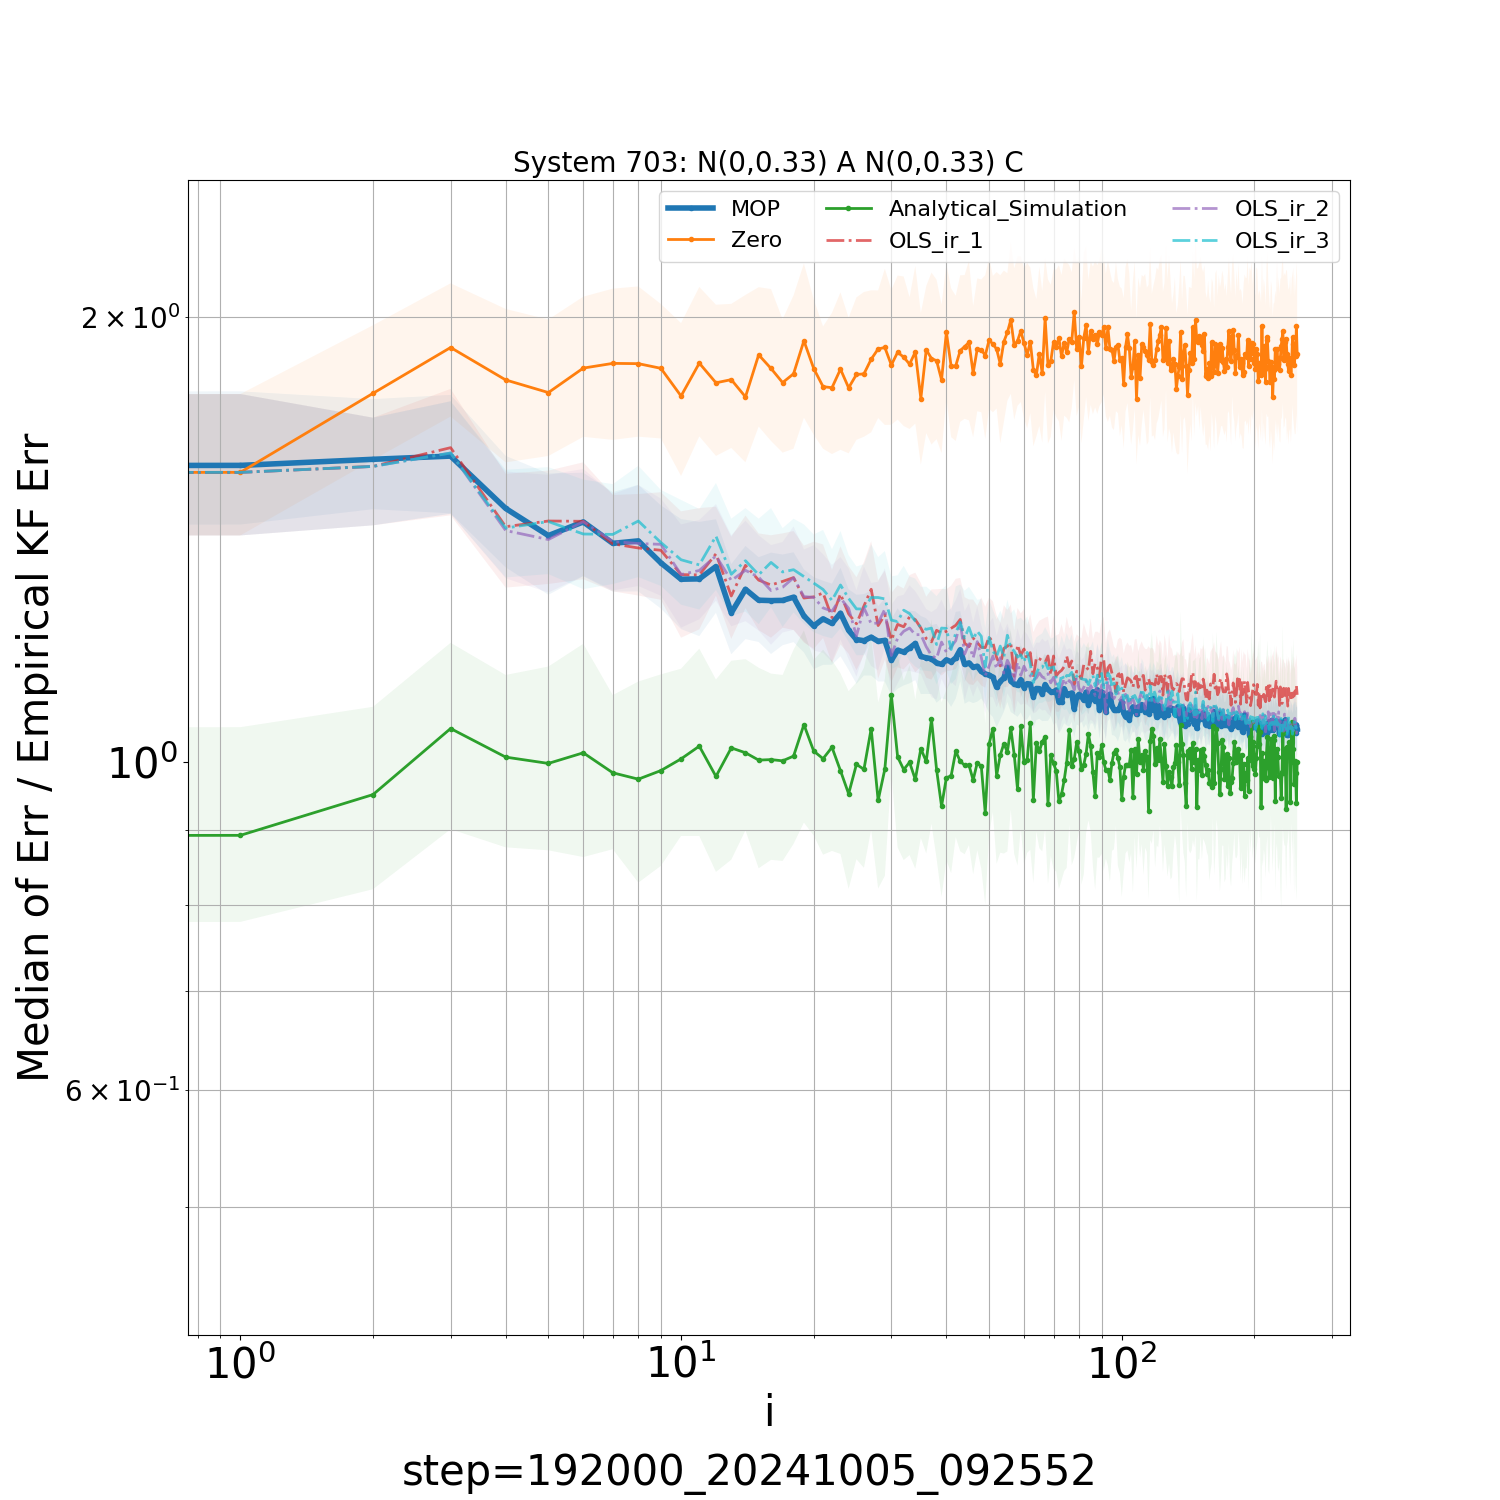 System 703: N(0,0.33) A N(0,0.33) C
MOP
Zero
Analytical_Simulation
OLS_ir_1
OLS_ir_2
OLS_ir_3
Median of Err / Empirical KF Err
2 × 10⁰
10⁰
6 × 10⁻¹
10⁰
10¹
10²
i
step=192000_20241005_092552